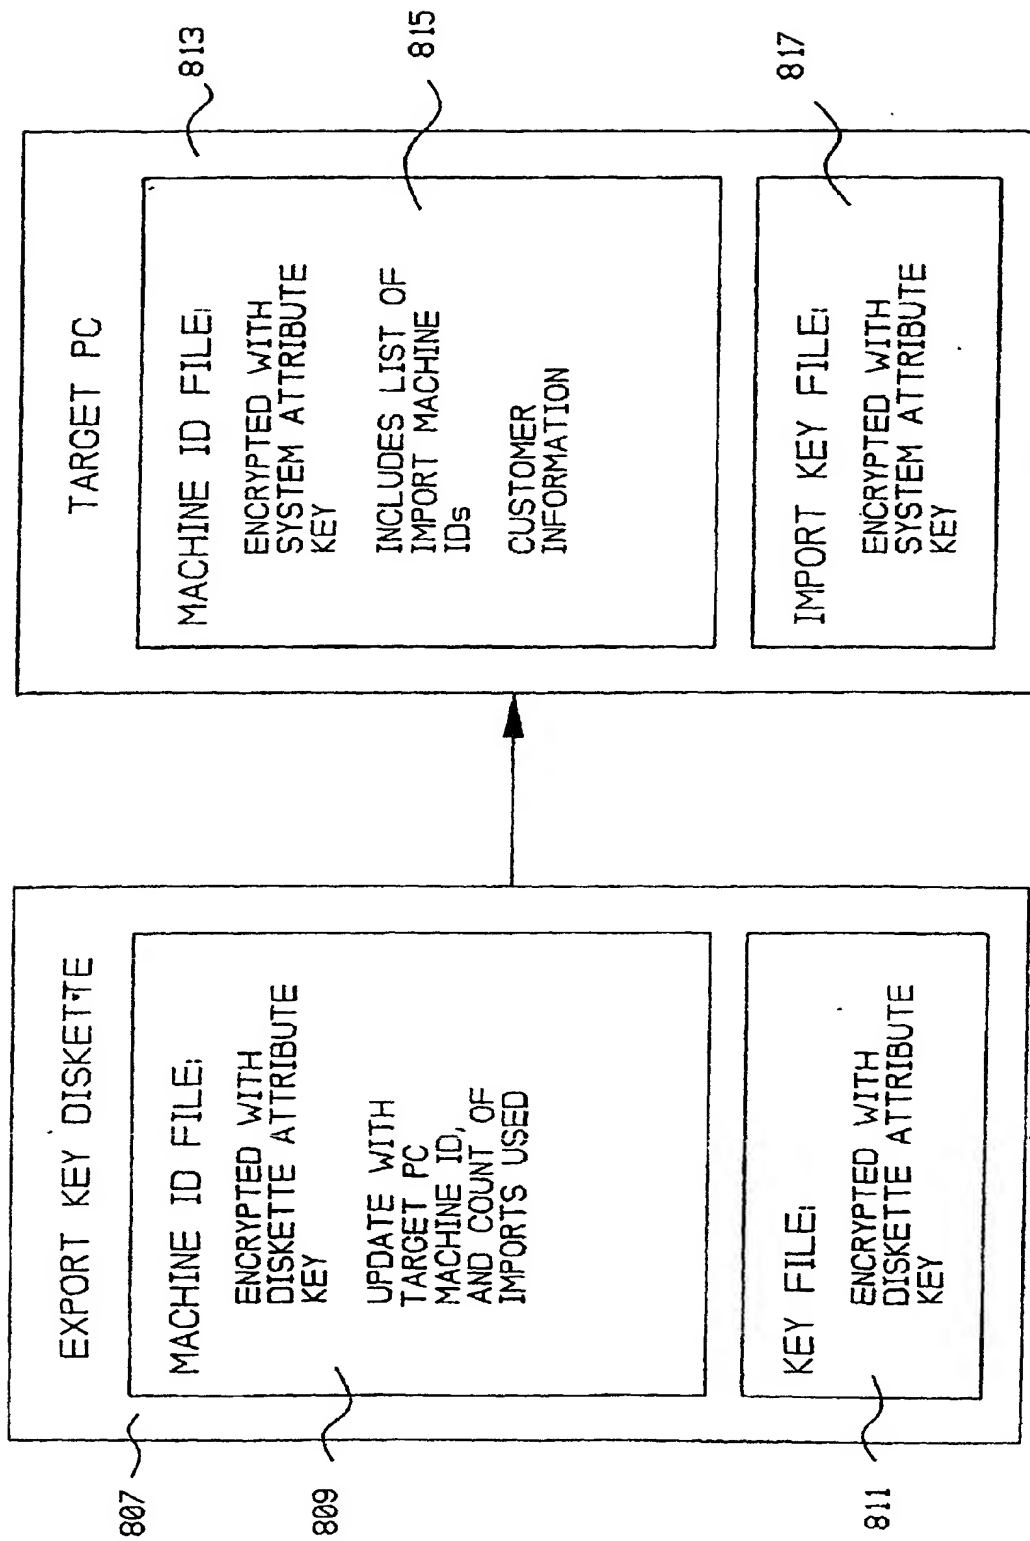 EXPORT KEY DISKETTE
807
MACHINE ID FILE:
ENCRYPTED WITH
DISKETTE ATTRIBUTE
KEY
UPDATE WITH
TARGET PC
MACHINE ID,
AND COUNT OF
IMPORTS USED
809
KEY FILE:
ENCRYPTED WITH
DISKETTE ATTRIBUTE
KEY
811
TARGET PC
813
MACHINE ID FILE:
ENCRYPTED WITH
SYSTEM ATTRIBUTE
KEY
INCLUDES LIST OF
IMPORT MACHINE
IDs
CUSTOMER
INFORMATION
815
IMPORT KEY FILE:
ENCRYPTED WITH
SYSTEM ATTRIBUTE
KEY
817